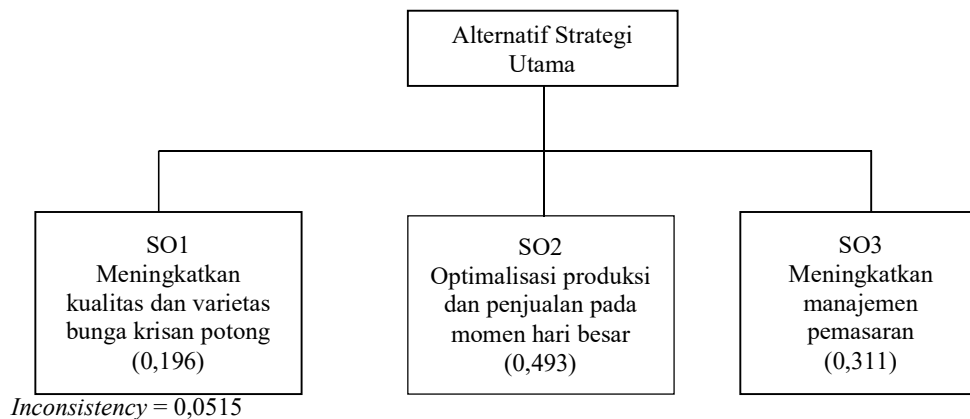 Alternatif Strategi
Utama
SO1
Meningkatkan
kualitas dan varietas
bunga krisan potong
(0,196)
SO2
Optimalisasi produksi
dan penjualan pada
momen hari besar
(0,493)
SO3
Meningkatkan
manajemen
pemasaran
(0,311)
Inconsistency = 0,0515